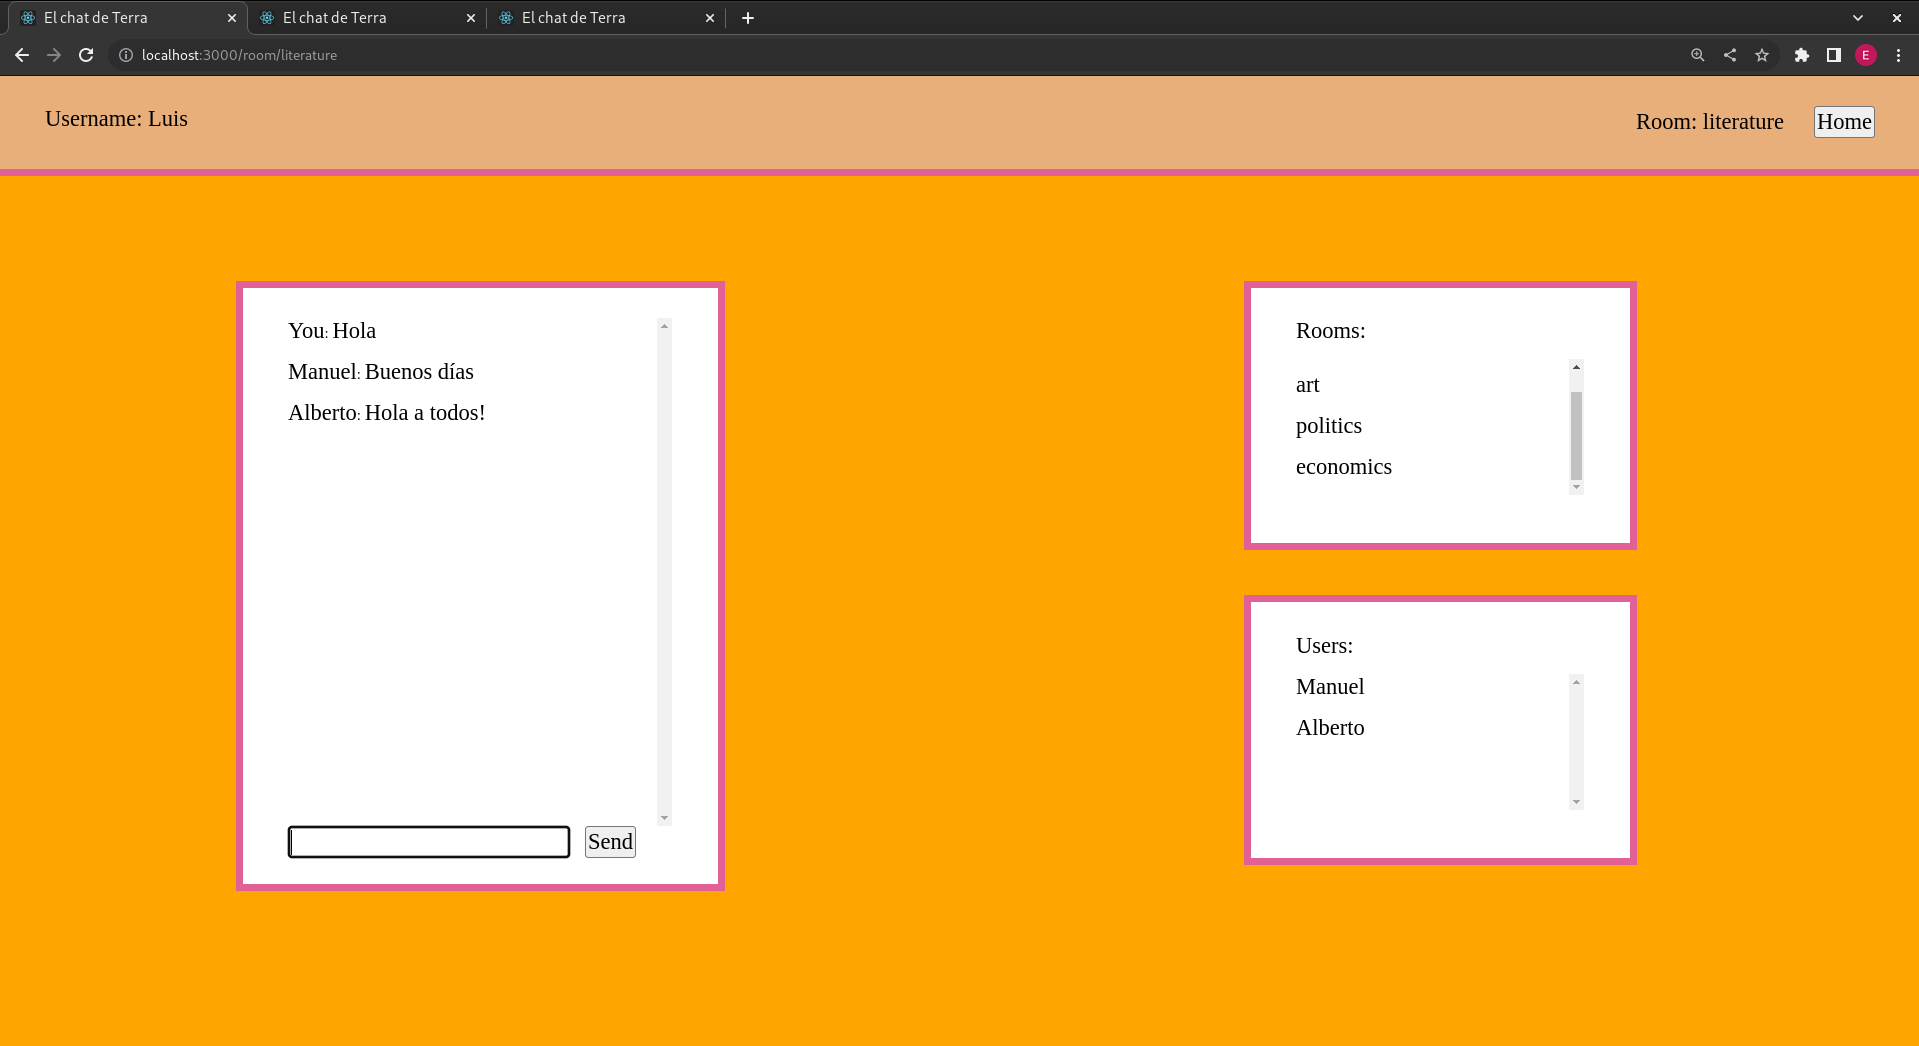 El chat de Terra
El chat de Terra
El chat de Terra
localhost:3000/room/literature
E
Username: Luis
Room: literature
Home
You: Hola
Manuel: Buenos días
Alberto: Hola a todos!
Send
Rooms:
art
politics
economics
Users:
Manuel
Alberto